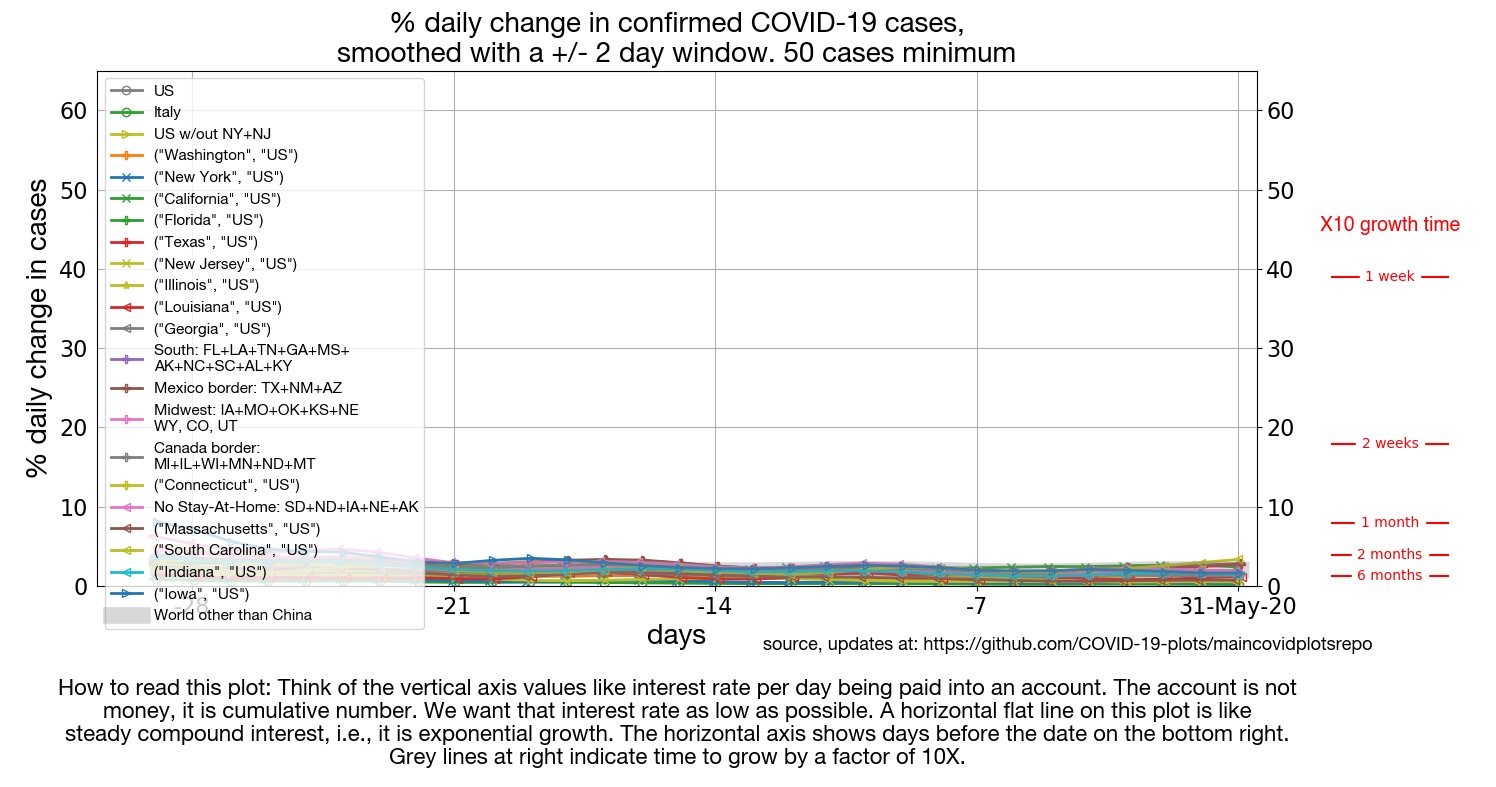 % daily change in confirmed COVID-19 cases,
smoothed with a +/- 2 day window. 50 cases minimum
% daily change in cases
60
50
40
30
20
10
0
US
Italy
US w/out NY+NJ
("Washington", "US")
("New York", "US")
("California", "US")
("Florida", "US")
("Texas", "US")
("New Jersey", "US")
("Illinois", "US")
("Louisiana", "US")
("Georgia", "US")
South: FL+LA+TN+GA+MS+
AK+NC+SC+AL+KY
Mexico border: TX+NM+AZ
Midwest: IA+MO+OK+KS+NE
WY, CO, UT
Canada border:
MI+IL+WI+MN+ND+MT
("Connecticut", "US")
No Stay-At-Home: SD+ND+IA+NE+AK
("Massachusetts", "US")
("South Carolina", "US")
("Indiana", "US")
("Iowa", "US")
World other than China
60
50
40
30
20
10
0
X10 growth time
1 week
2 weeks
1 month
2 months
6 months
-28
-21
-14
-7
31-May-20
days
source, updates at: https://github.com/COVID-19-plots/maincovidplotsrepo
How to read this plot: Think of the vertical axis values like interest rate per day being paid into an account. The account is not
money, it is cumulative number. We want that interest rate as low as possible. A horizontal flat line on this plot is like
steady compound interest, i.e., it is exponential growth. The horizontal axis shows days before the date on the bottom right.
Grey lines at right indicate time to grow by a factor of 10X.